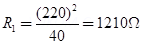 R₁ = (220)² / 40 = 1210Ω